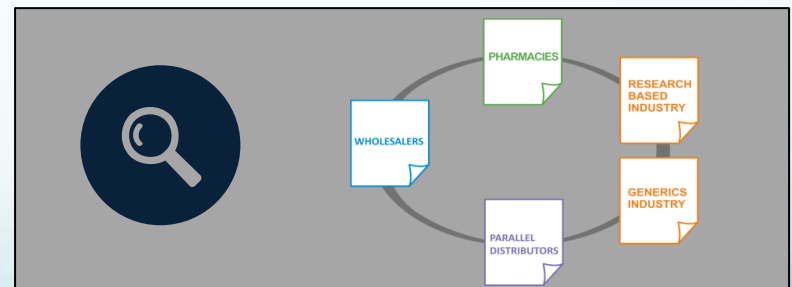 PHARMACIES
RESEARCH
BASED
INDUSTRY
WHOLESALERS
GENERICS
INDUSTRY
PARALLEL
DISTRIBUTORS